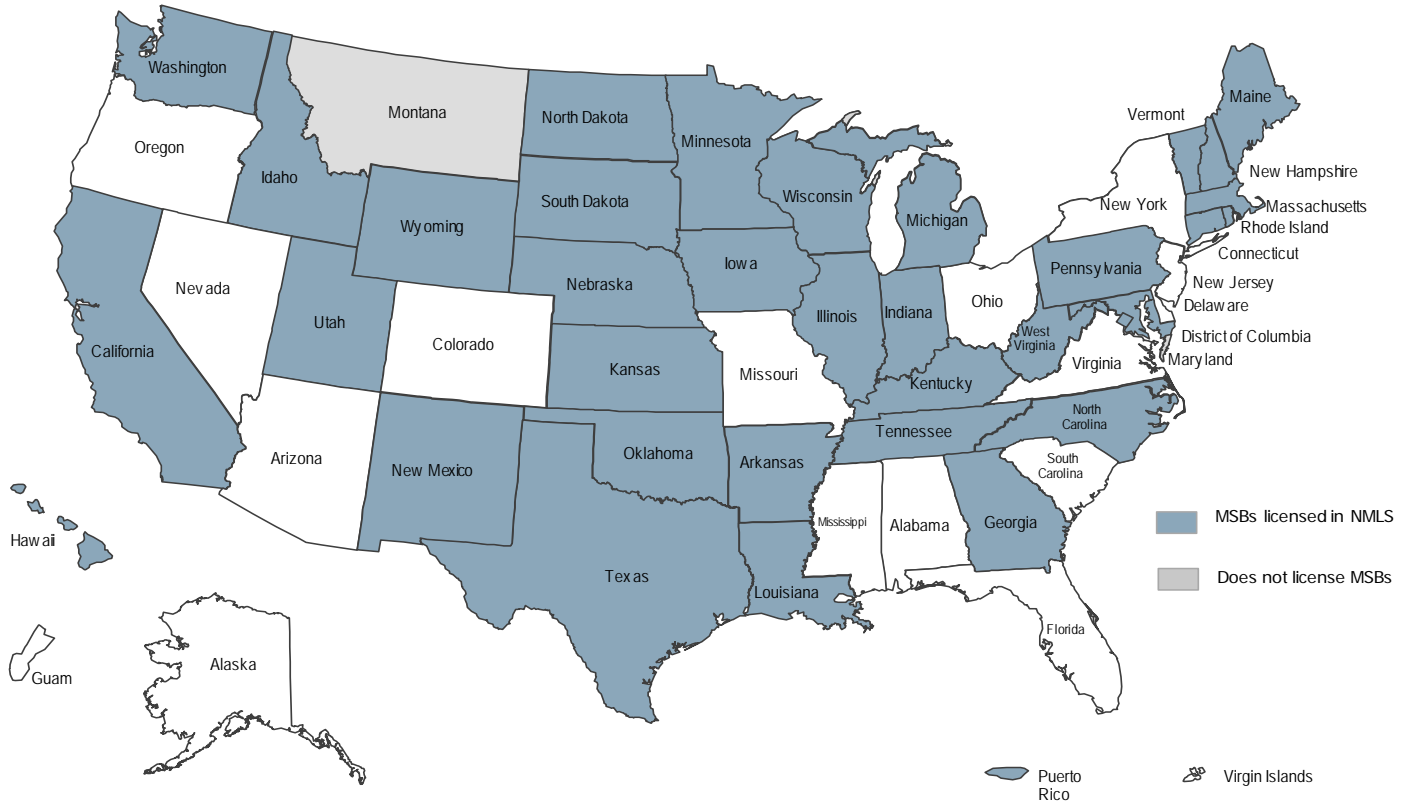 Washington
Montana
North Dakota
Minnesota
Maine
Vermont
Oregon
Idaho
South Dakota
Wisconsin
Michigan
New York
New Hampshire
Massachusetts
Rhode Island
Connecticut
Wyoming
Iowa
Pennsylvania
New Jersey
Delaware
Nevada
Nebraska
Illinois
Indiana
Ohio
Utah
Colorado
California
Kansas
Missouri
Kentucky
West
Virginia
Virginia
District of Columbia
Maryland
Arizona
New Mexico
Oklahoma
Arkansas
Tennessee
North
Carolina
South
Carolina
Mississippi
Alabama
Georgia
MSBs licensed in NMLS
Hawaii
Texas
Louisiana
Does not license MSBs
Florida
Guam
Alaska
Puerto
Rico
Virgin Islands